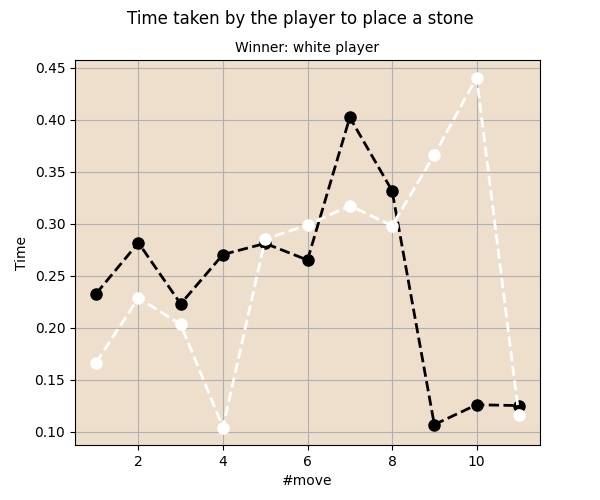 Time taken by the player to place a stone
Winner: white player
0.45
0.40
0.35
0.30
0.25
0.20
0.15
0.10
Time
2 4 6 8 10
#move